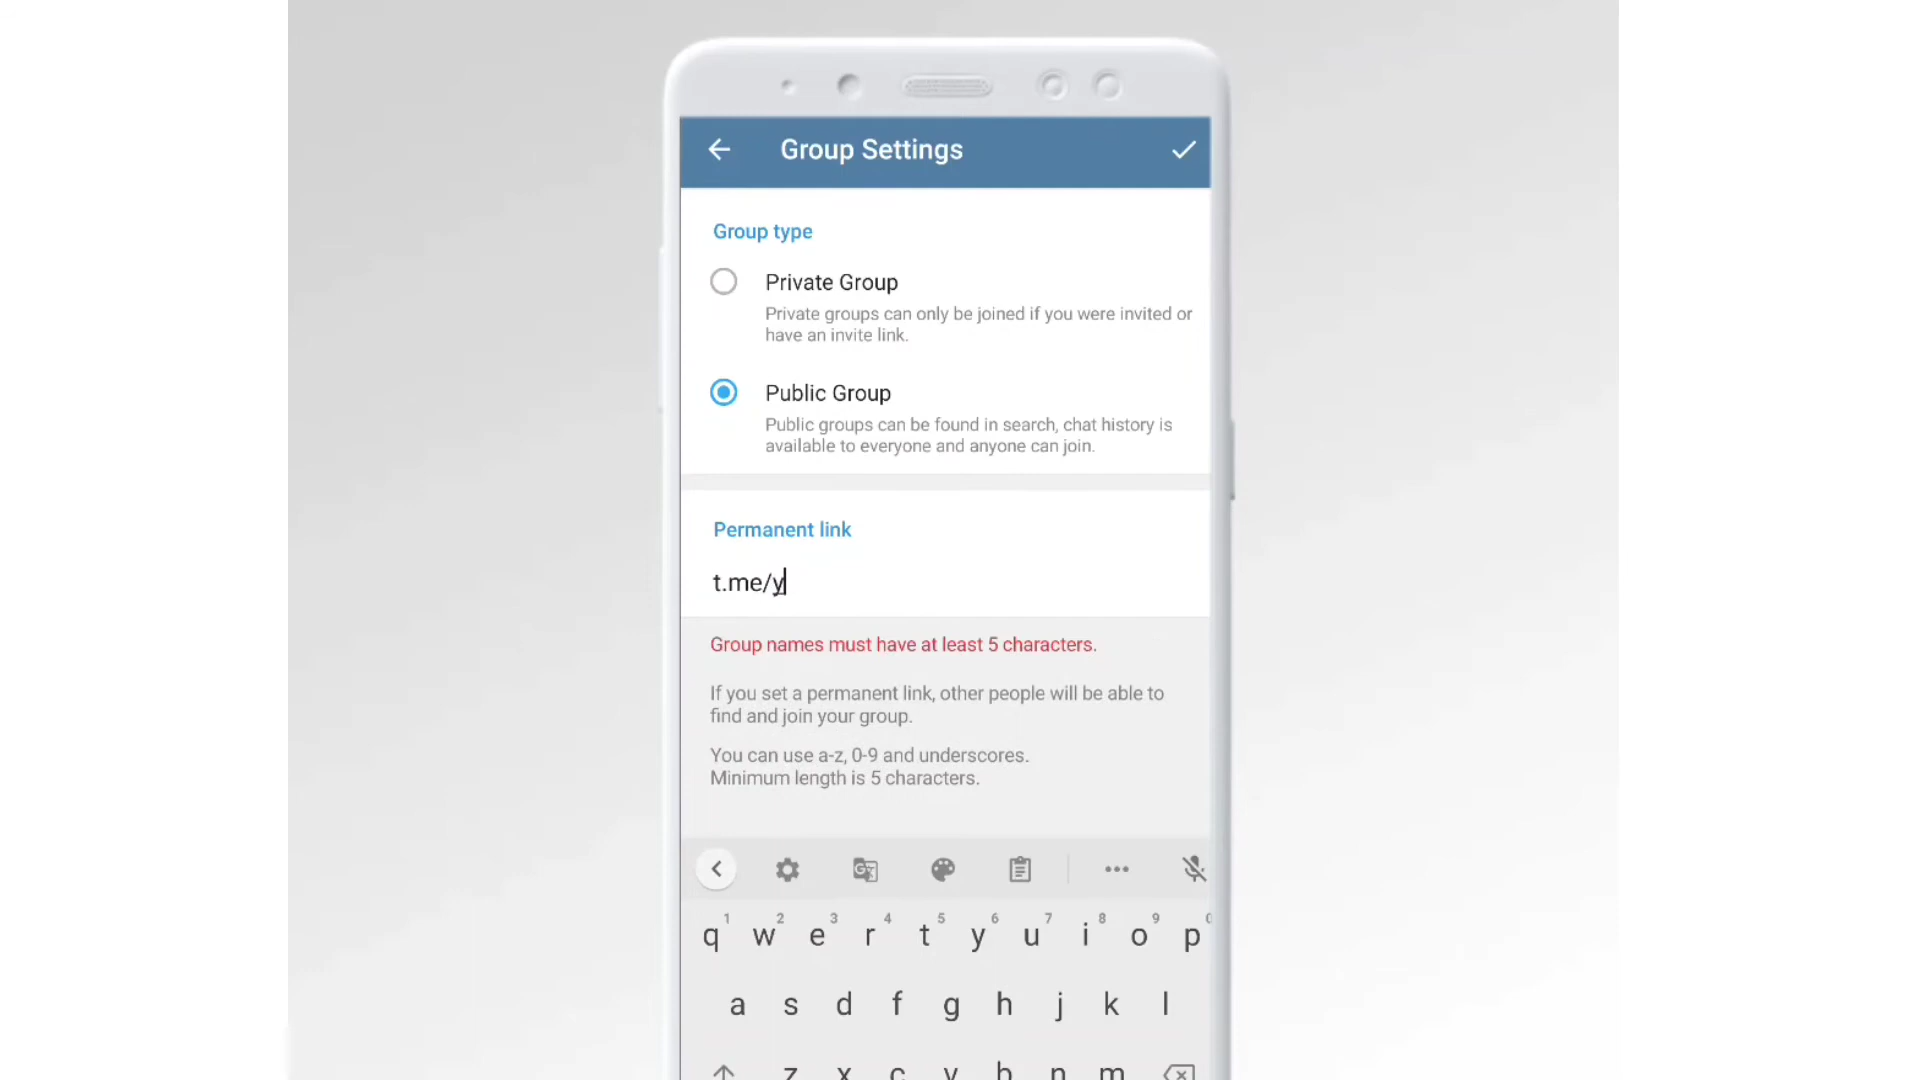 Group Settings
Group type
Private Group
Private groups can only be joined if you were invited or
have an invite link.
Public Group
Public groups can be found in search, chat history is
available to everyone and anyone can join.
Permanent link
t.me/y
Group names must have at least 5 characters.
If you set a permanent link, other people will be able to
find and join your group.
You can use a-z, 0-9 and underscores.
Minimum length is 5 characters.
1 2 3 4 5 6 7 8 9 0
q w e r t y u i o p
a s d f g h j k l
z x c v b n m